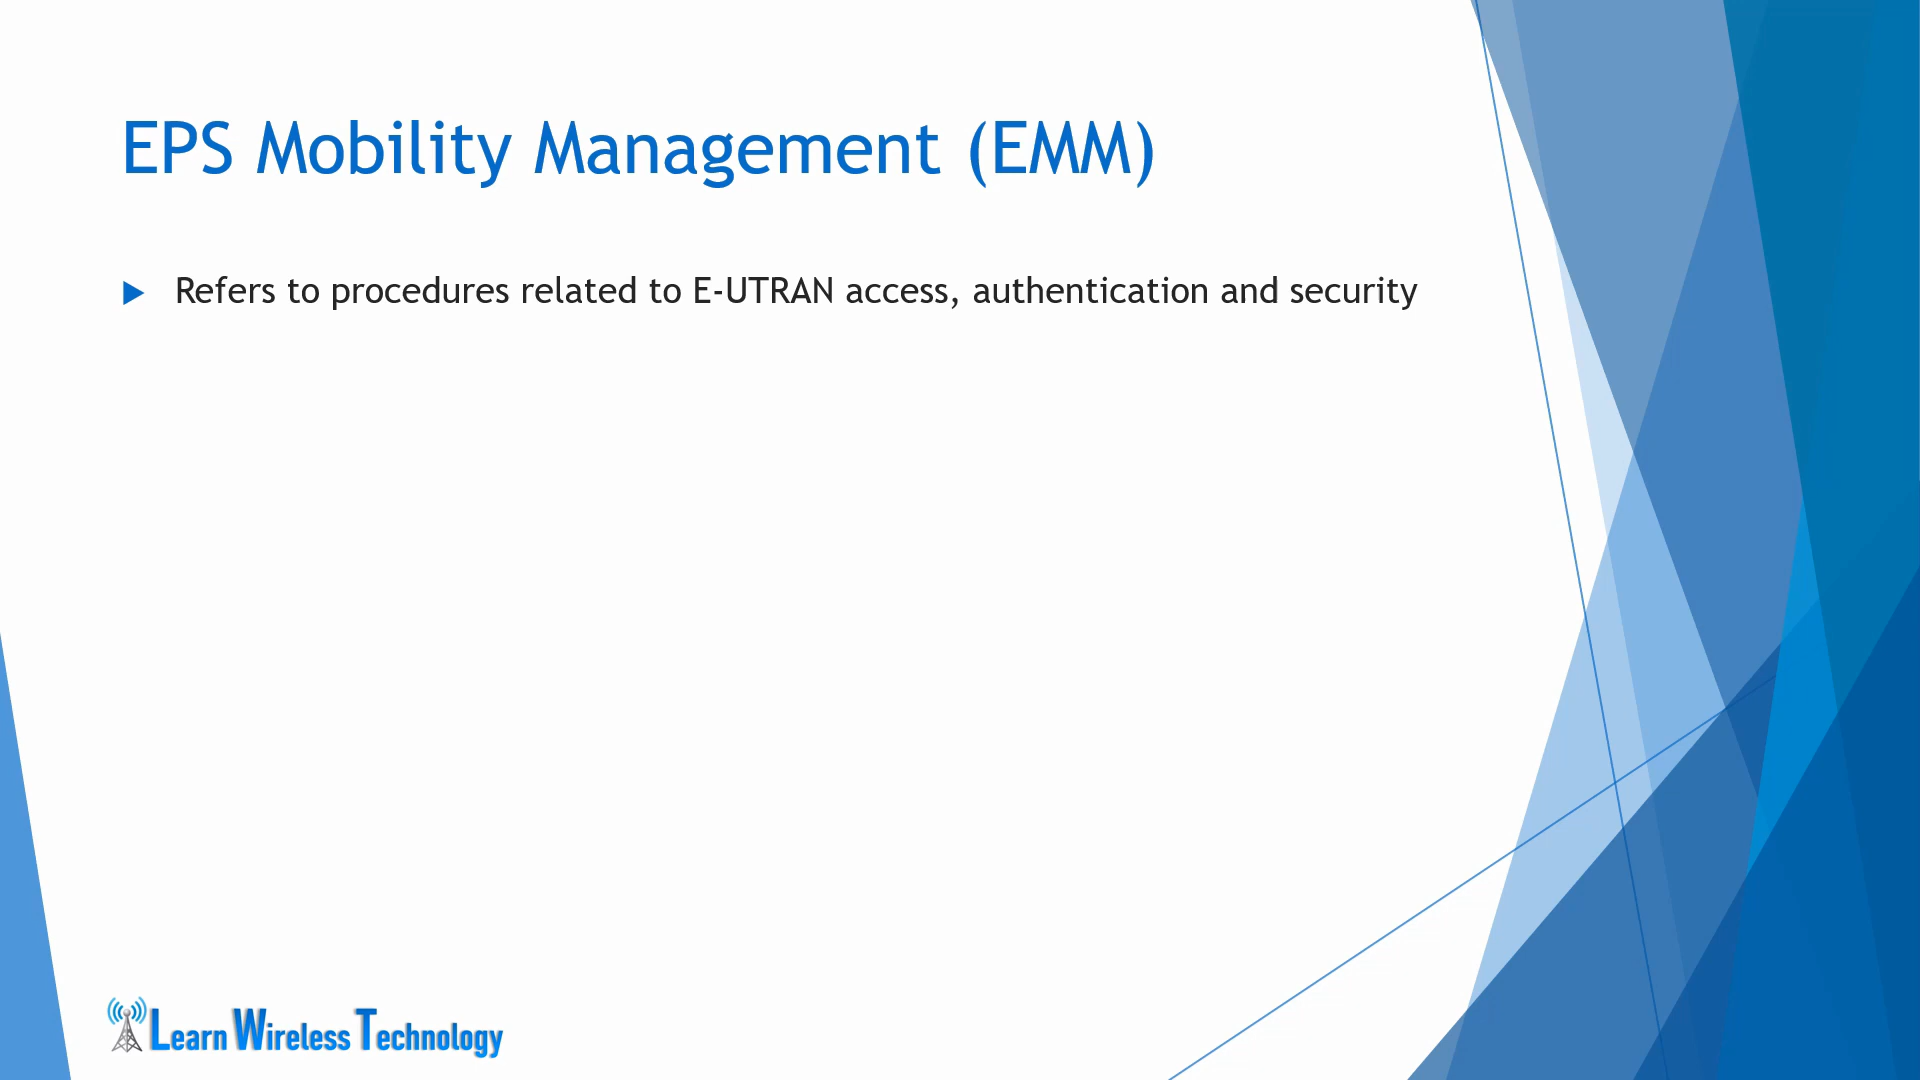 EPS Mobility Management (EMM)
Refers to procedures related to E-UTRAN access, authentication and security
Learn Wireless Technology